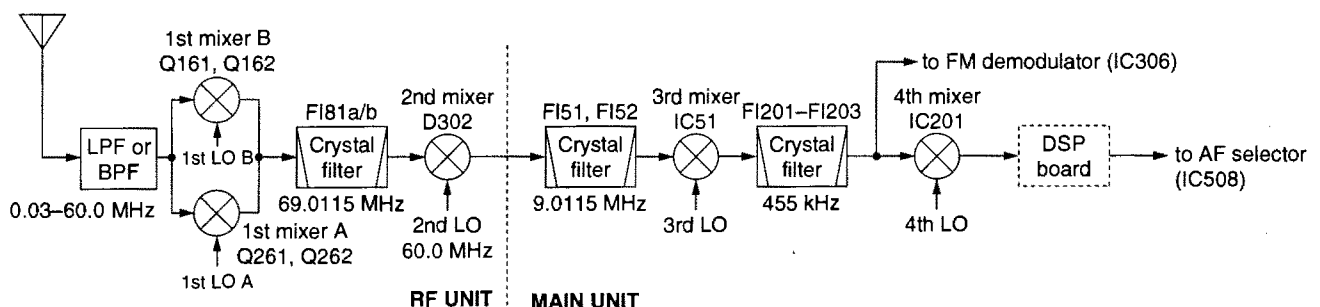 1st mixer B
Q161, Q162
1st LO B
LPF or
BPF
0.03–60.0 MHz
1st mixer A
Q261, Q262
1st LO A
FI81a/b
Crystal
filter
69.0115 MHz
2nd mixer
D302
2nd LO
60.0 MHz
RF UNIT
MAIN UNIT
FI51, FI52
Crystal
filter
9.0115 MHz
3rd mixer
IC51
3rd LO
FI201–FI203
Crystal
filter
455 kHz
to FM demodulator (IC306)
4th mixer
IC201
4th LO
DSP
board
to AF selector
(IC508)